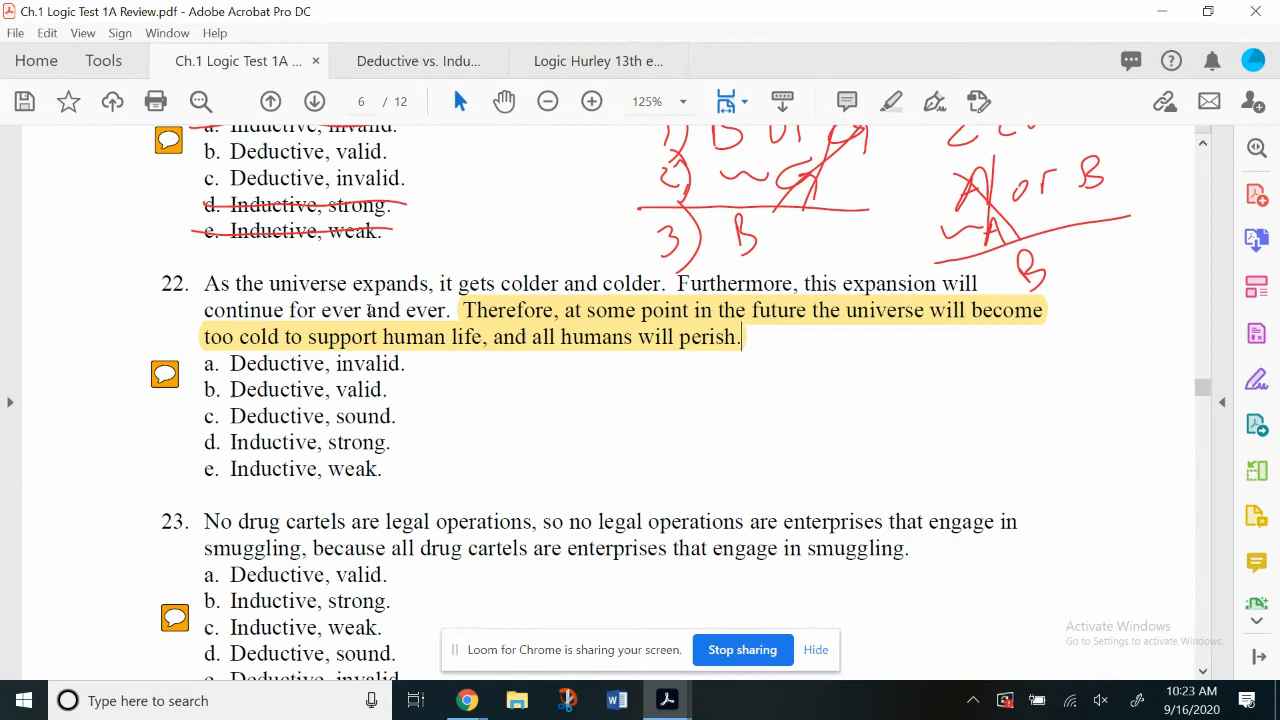 Ch.1 Logic Test 1A Review.pdf - Adobe Acrobat Pro DC
File Edit View Sign Window Help
Home Tools Ch.1 Logic Test 1A ... × Deductive vs. Indu... Logic Hurley 13th e...
6 / 12 125%
a. Inductive, invalid.
b. Deductive, valid.
c. Deductive, invalid.
d. Inductive, strong.
e. Inductive, weak.
1) B or G
2) ~ G
3) B
A or B
~A
B
22. As the universe expands, it gets colder and colder. Furthermore, this expansion will
continue for ever and ever. Therefore, at some point in the future the universe will become
too cold to support human life, and all humans will perish.
a. Deductive, invalid.
b. Deductive, valid.
c. Deductive, sound.
d. Inductive, strong.
e. Inductive, weak.
23. No drug cartels are legal operations, so no legal operations are enterprises that engage in
smuggling, because all drug cartels are enterprises that engage in smuggling.
a. Deductive, valid.
b. Inductive, strong.
c. Inductive, weak.
d. Deductive, sound.
e. Deductive, invalid.
Loom for Chrome is sharing your screen. Stop sharing Hide
Activate Windows
Go to Settings to activate Windows.
Type here to search
10:23 AM
9/16/2020